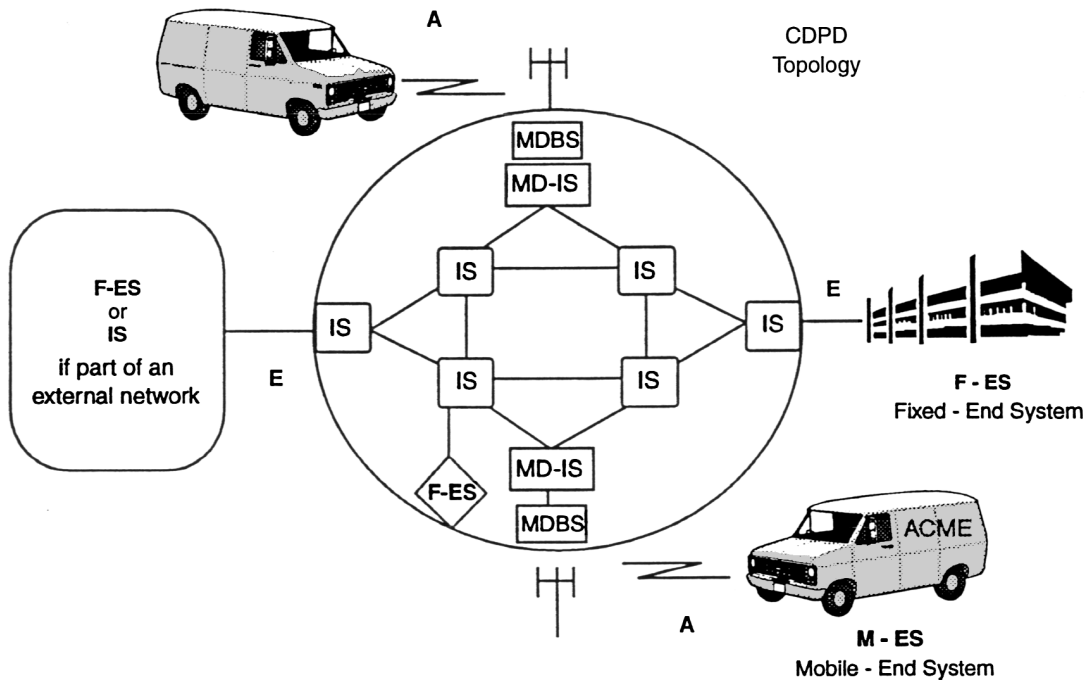 A
CDPD
Topology
MDBS
MD-IS
IS
IS
F-ES
or
IS
if part of an
external network
E
IS
IS
E
IS
IS
F - ES
Fixed - End System
F-ES
MD-IS
MDBS
ACME
A
M - ES
Mobile - End System